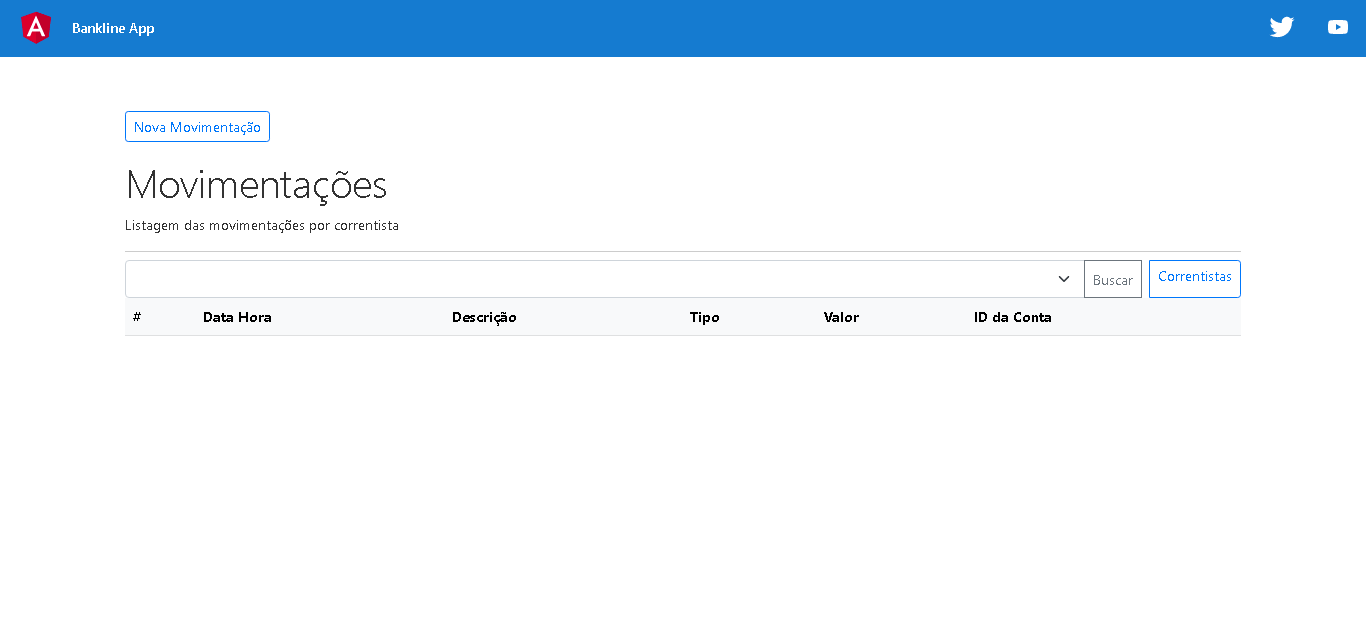 A Bankline App
Nova Movimentação
Movimentações
Listagem das movimentações por correntista
Buscar Correntistas
# Data Hora Descrição Tipo Valor ID da Conta